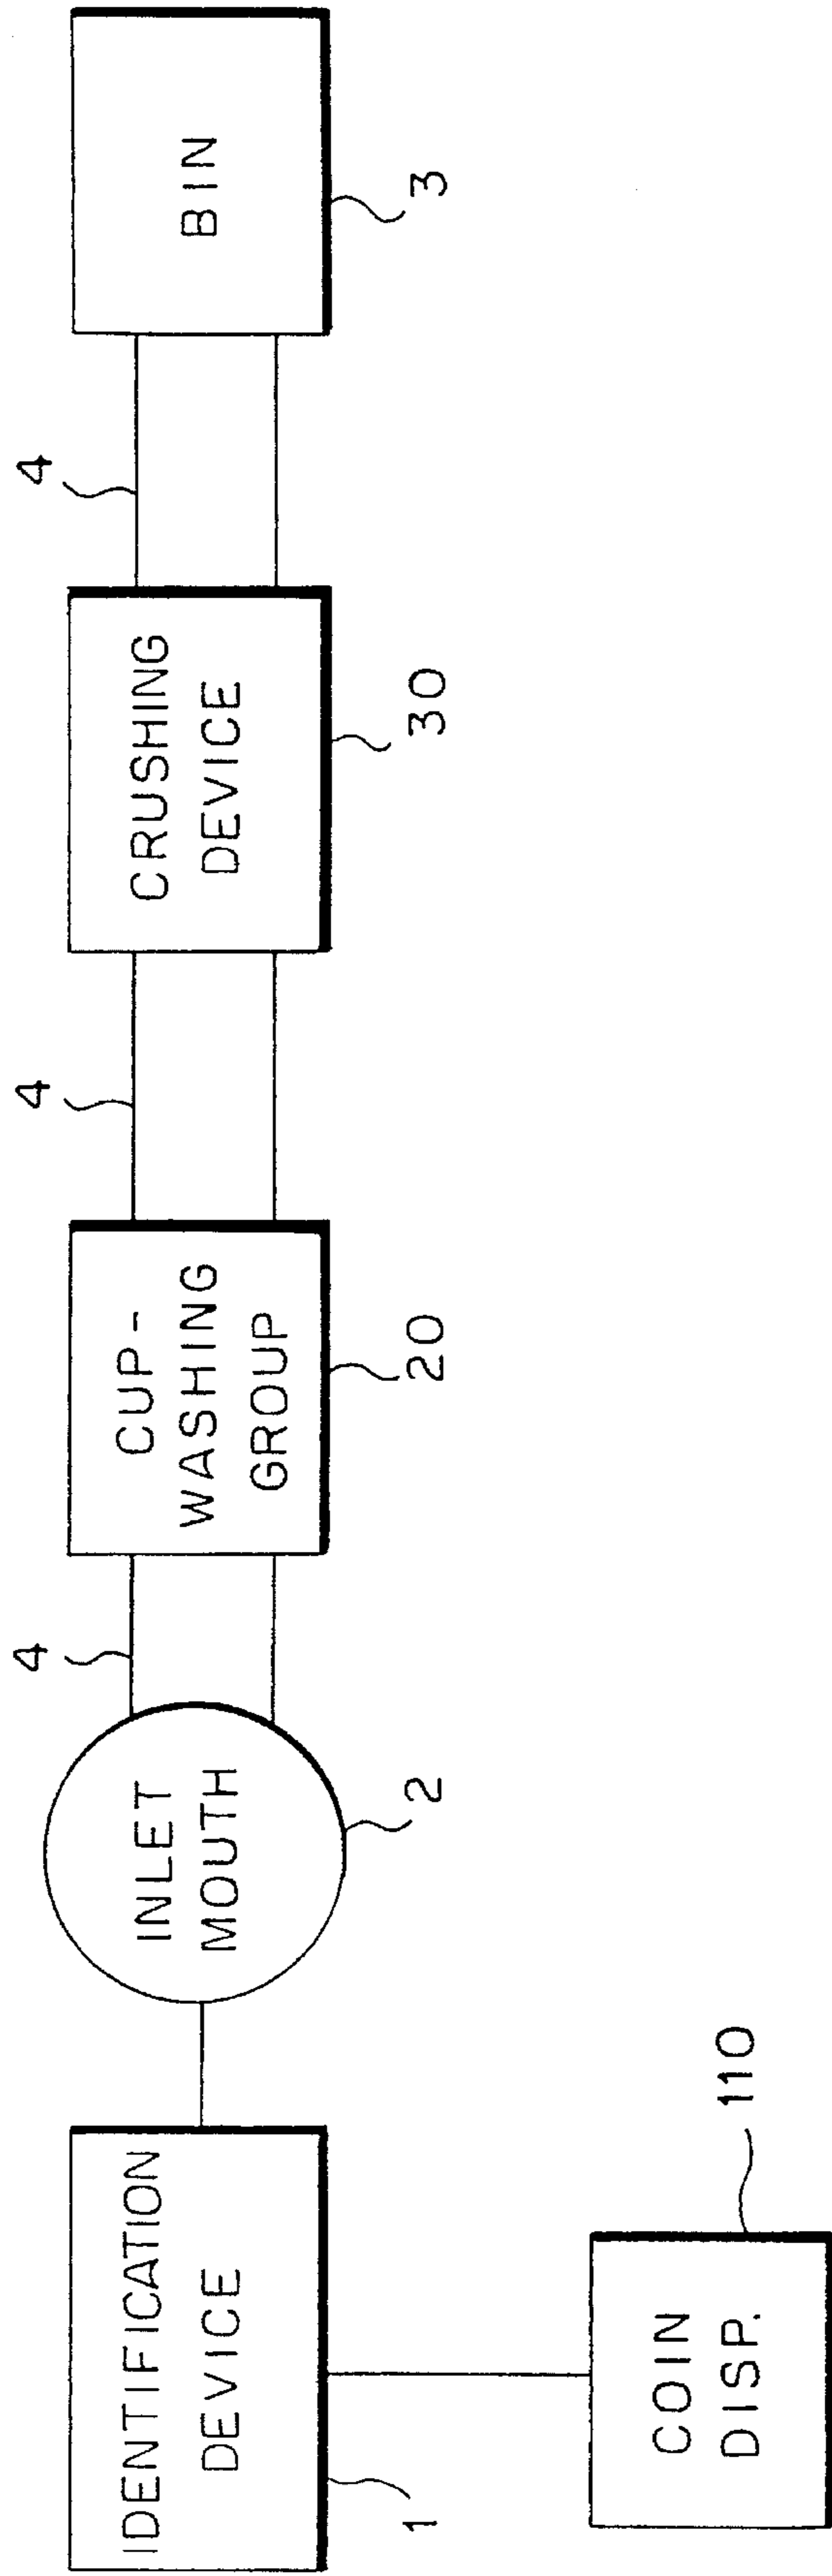 IDENTIFICATION
DEVICE
1
COIN
DISP.
110
INLET
MOUTH
2
4
CUP-
WASHING
GROUP
20
4
CRUSHING
DEVICE
30
4
BIN
3